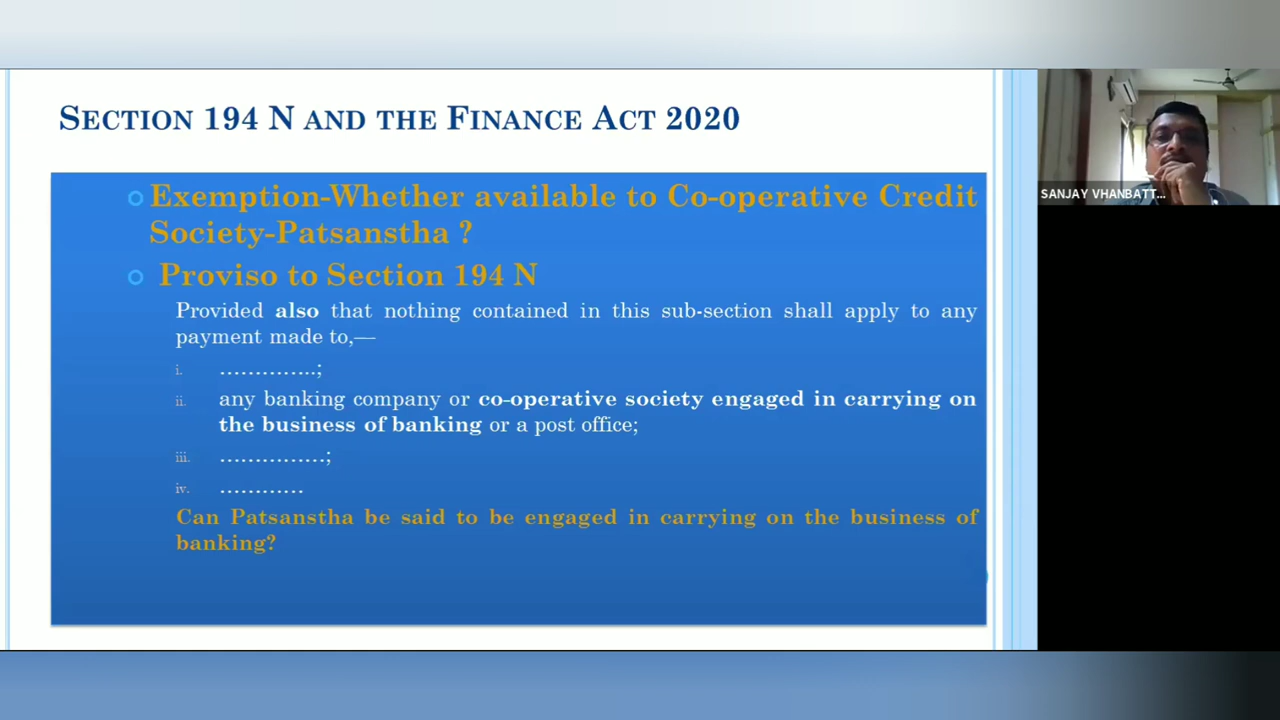 SECTION 194 N AND THE FINANCE ACT 2020
Exemption-Whether available to Co-operative Credit
Society-Patsanstha ?
Proviso to Section 194 N
Provided also that nothing contained in this sub-section shall apply to any
payment made to,—
i. …………..;
ii. any banking company or co-operative society engaged in carrying on
the business of banking or a post office;
iii. ……………;
iv. …………
Can Patsanstha be said to be engaged in carrying on the business of
banking?
SANJAY VHANBATT...